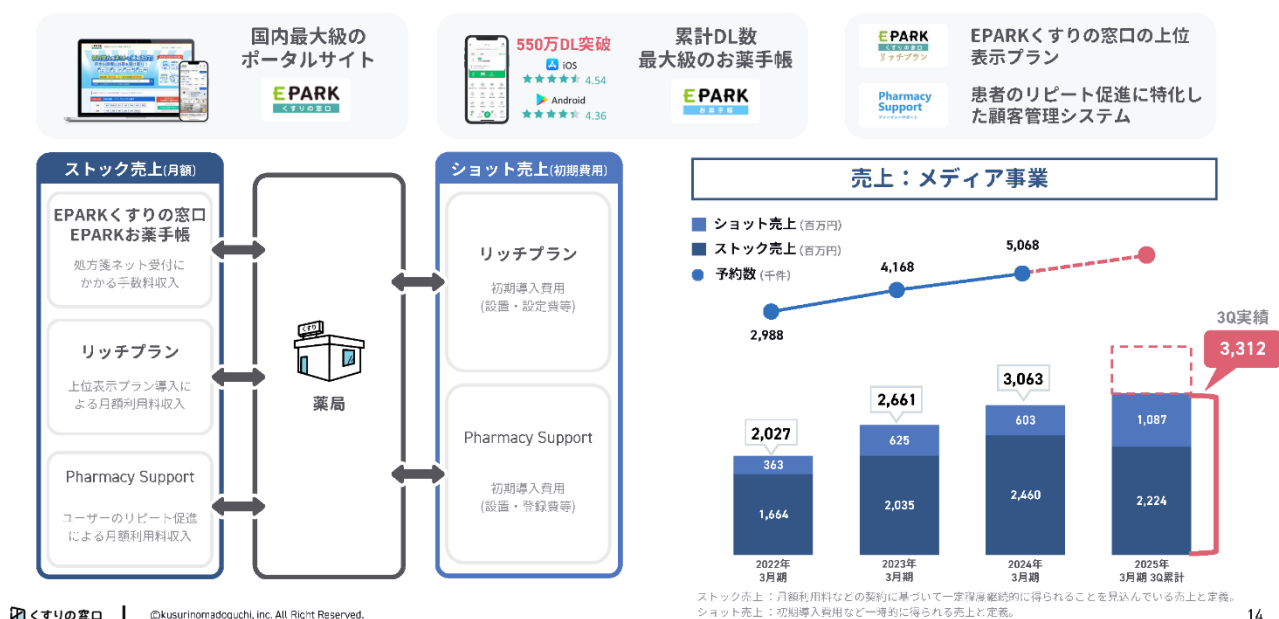 国内最大級の
ポータルサイト
EPARK
くすりの窓口
550万DL突破
iOS
4.54
Android
4.36
累計DL数
最大級のお薬手帳
EPARK
お薬手帳
EPARK
くすりの窓口
リッチプラン
EPARKくすりの窓口の上位
表示プラン
Pharmacy
Support
ファーマシーサポート
患者のリピート促進に特化し
た顧客管理システム
ストック売上(月額)
EPARKくすりの窓口
EPARKお薬手帳
処方箋ネット受付に
かかる手数料収入
リッチプラン
上位表示プラン導入に
よる月額利用料収入
Pharmacy Support
ユーザーのリピート促進
による月額利用料収入
くすり
薬局
ショット売上(初期費用)
リッチプラン
初期導入費用
(設置・設定費等)
Pharmacy Support
初期導入費用
(設置・登録費等)
売上：メディア事業
ショット売上 (百万円)
ストック売上 (百万円)
予約数 (千件)
2,988
4,168
5,068
3Q実績
3,312
2,027
363
1,664
2,661
625
2,035
3,063
603
2,460
1,087
2,224
2022年
3月期
2023年
3月期
2024年
3月期
2025年
3月期 3Q累計
ストック売上：月額利用料などの契約に基づいて一定程度継続的に得られることを見込んでいる売上と定義。
ショット売上：初期導入費用など一時的に得られる売上と定義。
くすりの窓口
©kusurinomadoguchi, inc. All Right Reserved.
14